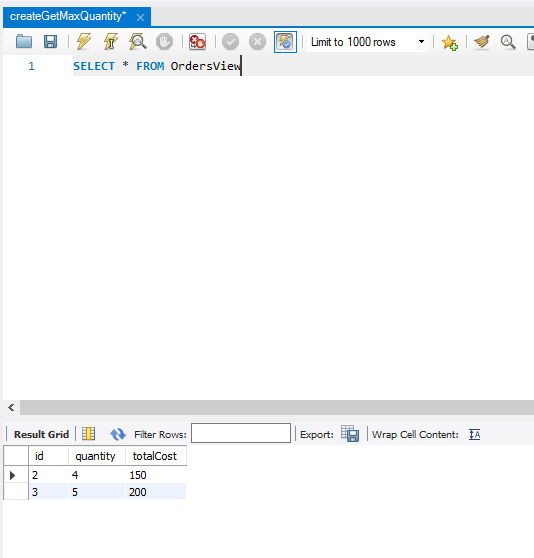 createGetMaxQuantity* ×
Limit to 1000 rows
1 SELECT * FROM OrdersView
Result Grid Filter Rows: Export: Wrap Cell Content:
id quantity totalCost
2 4 150
3 5 200